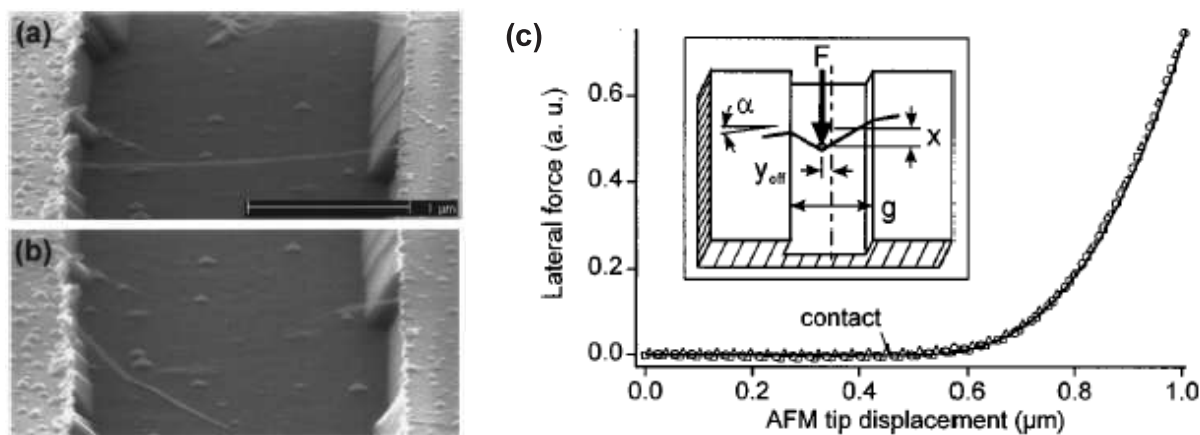 (a)
1 µm
(b)
(c)
Lateral force (a. u.)
0.6
0.4
0.2
0.0
F
α
x
y off
g
contact
0.0 0.2 0.4 0.6 0.8 1.0
AFM tip displacement (µm)